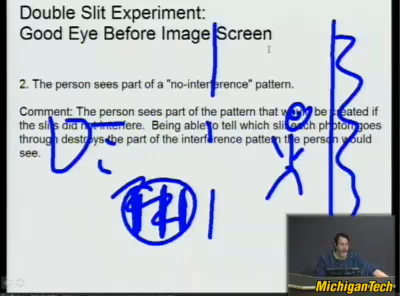 Double Slit Experiment:
Good Eye Before Image Screen
2. The person sees part of a "no-interference" pattern.
Comment: The person sees part of the pattern that would be created if
the slits did not interfere. Being able to tell which slit each photon goes
through destroys the part of the interference pattern the person would
see.
MichiganTech